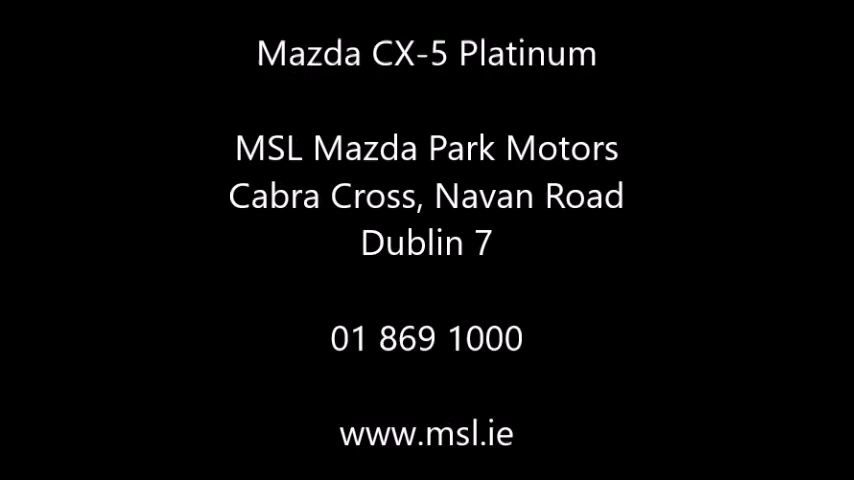 Mazda CX-5 Platinum
MSL Mazda Park Motors
Cabra Cross, Navan Road
Dublin 7
01 869 1000
www.msl.ie